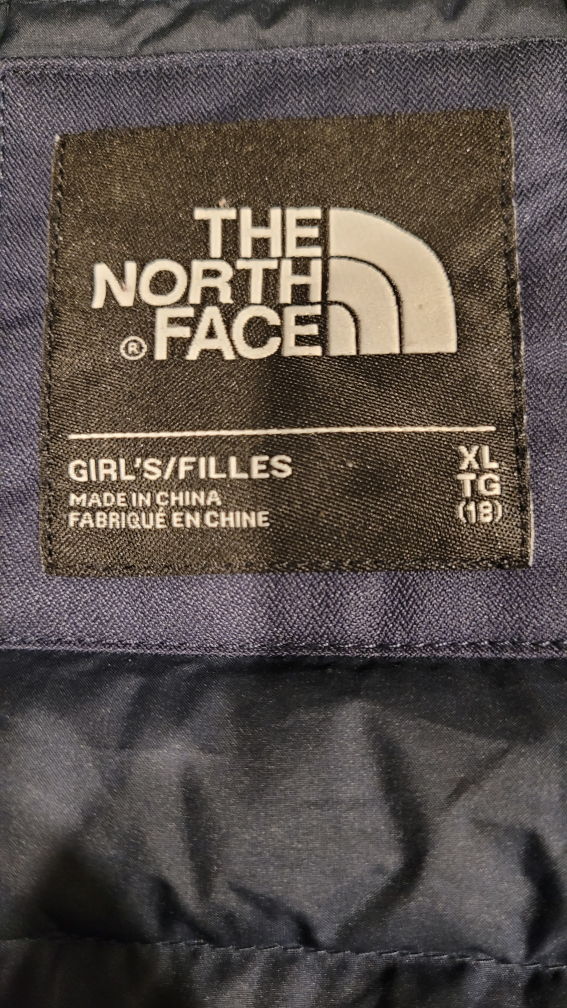 THE
NORTH
® FACE
GIRL'S/FILLES
MADE IN CHINA
FABRIQUÉ EN CHINE
XL
TG
(18)